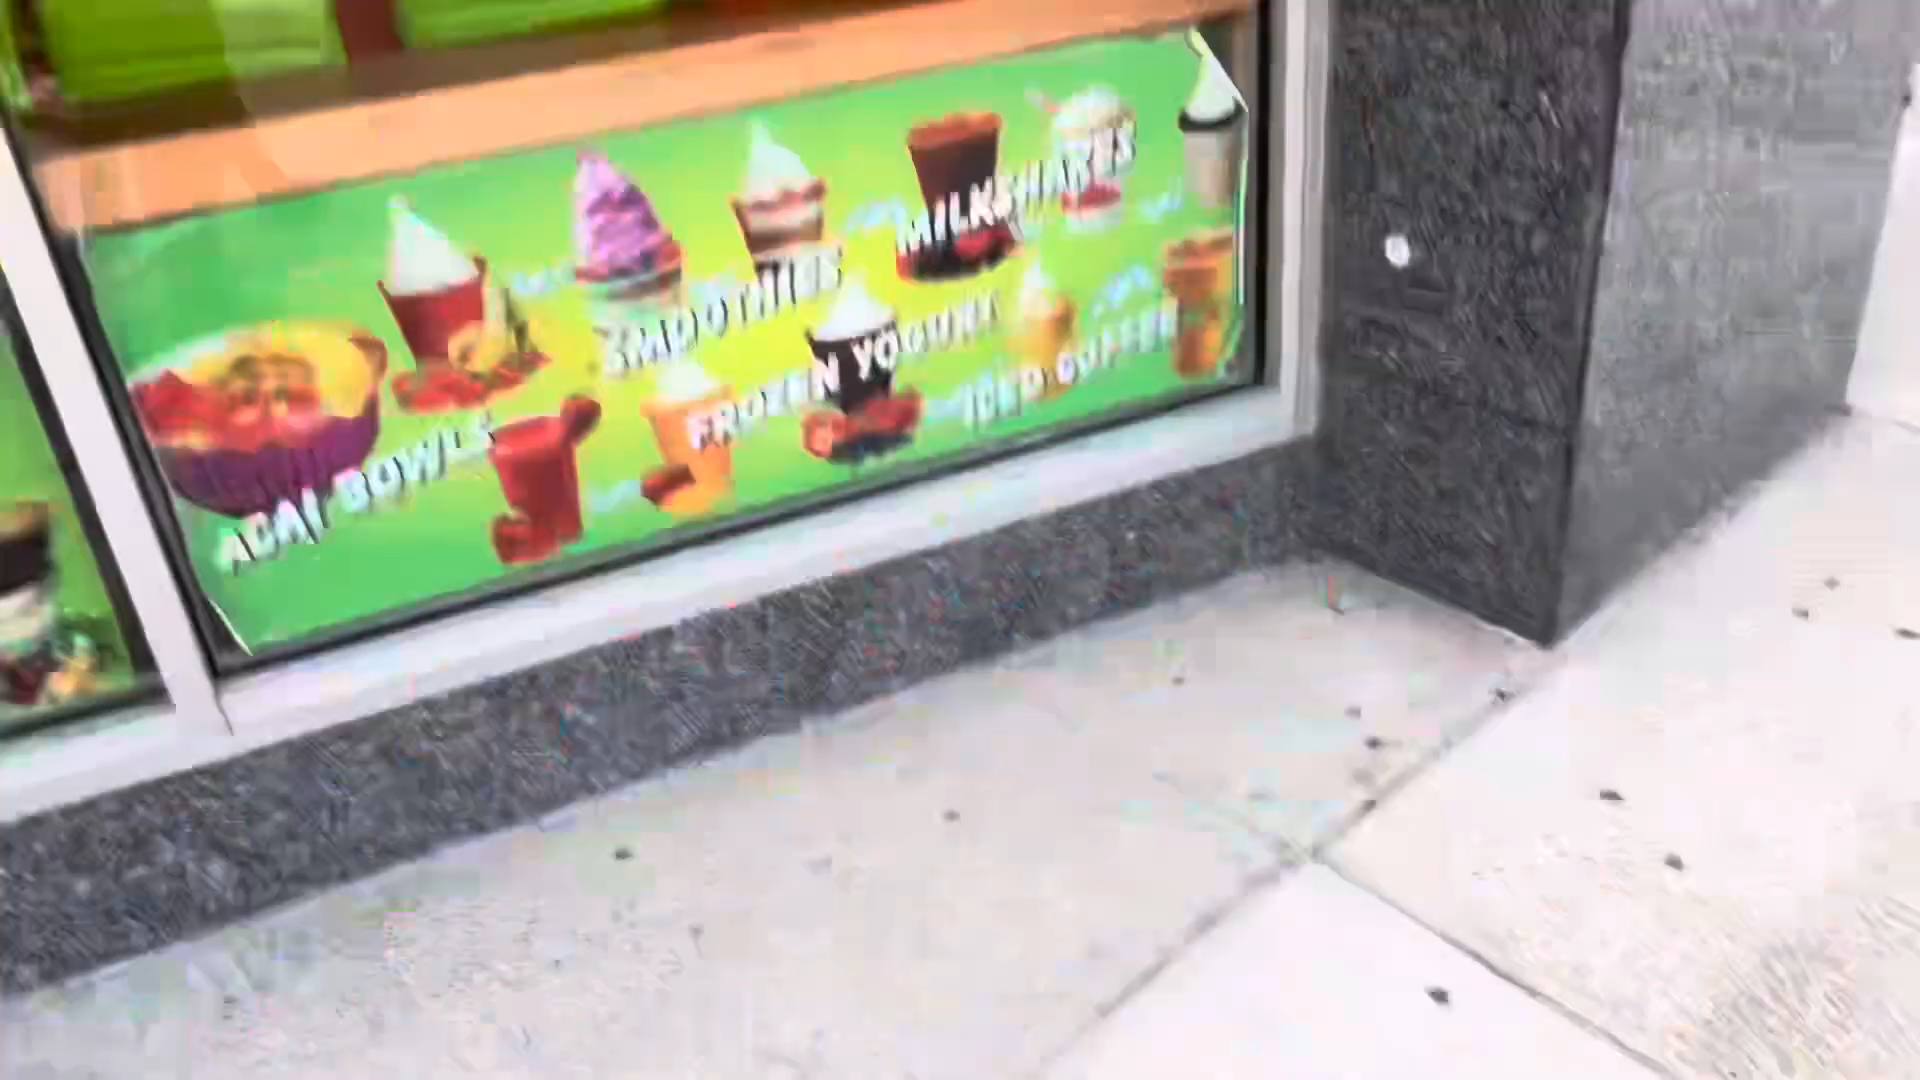 ACAI BOWLS
SMOOTHIES
MILKSHAKES
FROZEN YOGURT
ICED COFFEE